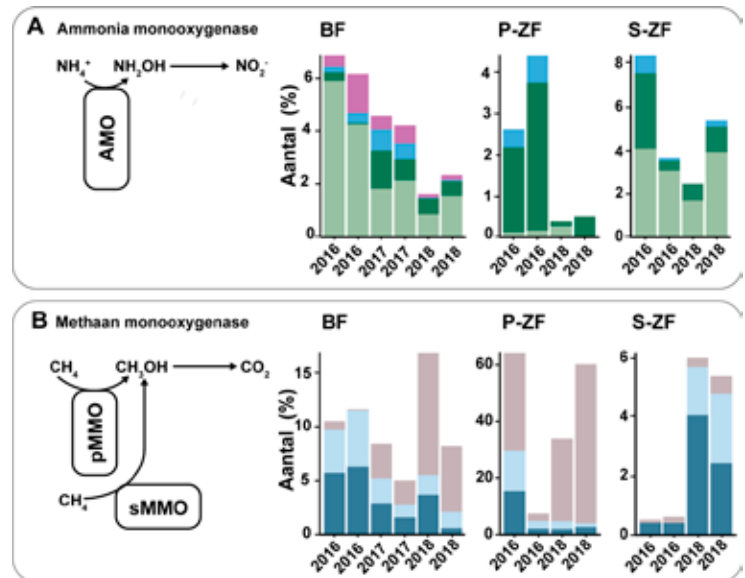 A Ammonia monooxygenase
NH₄⁺ NH₂OH NO₂⁻
AMO
BF
Aantal (%)
6
4
2
0
2016 2016 2017 2017 2018 2018
P-ZF
4
3
2
1
0
2016 2016 2018 2018
S-ZF
8
6
4
2
0
2016 2016 2018 2018
B Methaan monooxygenase
CH₄ CH₃OH CO₂
pMMO
CH₄
sMMO
BF
Aantal (%)
15
10
5
0
2016 2016 2017 2017 2018 2018
P-ZF
60
40
20
0
2016 2016 2018 2018
S-ZF
6
4
2
0
2016 2016 2018 2018